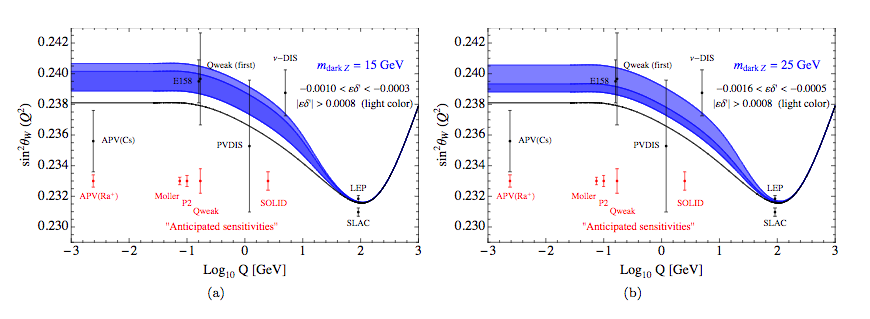 0.242
0.240
0.238
0.236
0.234
0.232
0.230
sin²θW (Q²)
−3
−2
−1
0
1
2
3
Log10 Q [GeV]
ν−DIS
Qweak (first)
mdark Z = 15 GeV
E158
−0.0010 < εδ' < −0.0003
|εδ'| > 0.0008 (light color)
APV(Cs)
PVDIS
LEP
APV(Ra+)
Moller
P2
SOLID
Qweak
SLAC
"Anticipated sensitivities"
(a)
0.242
0.240
0.238
0.236
0.234
0.232
0.230
sin²θW (Q²)
−3
−2
−1
0
1
2
3
Log10 Q [GeV]
ν−DIS
Qweak (first)
mdark Z = 25 GeV
E158
−0.0016 < εδ' < −0.0005
|εδ'| > 0.0008 (light color)
APV(Cs)
PVDIS
LEP
APV(Ra+)
Moller
P2
SOLID
Qweak
SLAC
"Anticipated sensitivities"
(b)